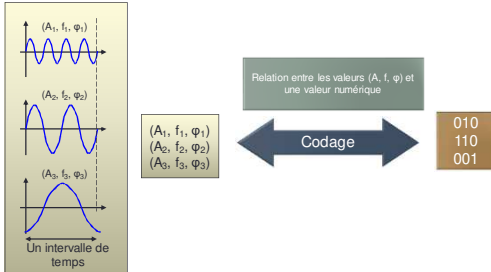 (A₁, f₁, φ₁)
(A₂, f₂, φ₂)
(A₃, f₃, φ₃)
Un intervalle de
temps
(A₁, f₁, φ₁)
(A₂, f₂, φ₂)
(A₃, f₃, φ₃)
Relation entre les valeurs (A, f, φ) et
une valeur numérique
Codage
010
110
001